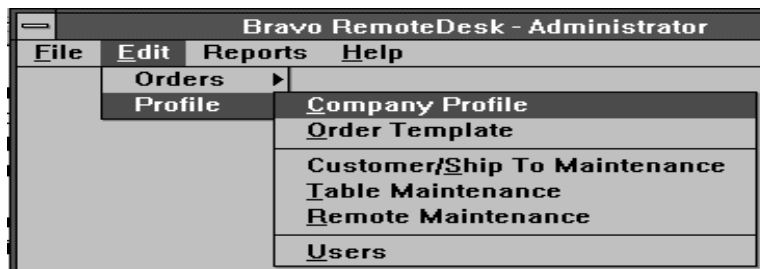 Bravo RemoteDesk - Administrator
File Edit Reports Help
Orders
Profile
Company Profile
Order Template
Customer/Ship To Maintenance
Table Maintenance
Remote Maintenance
Users